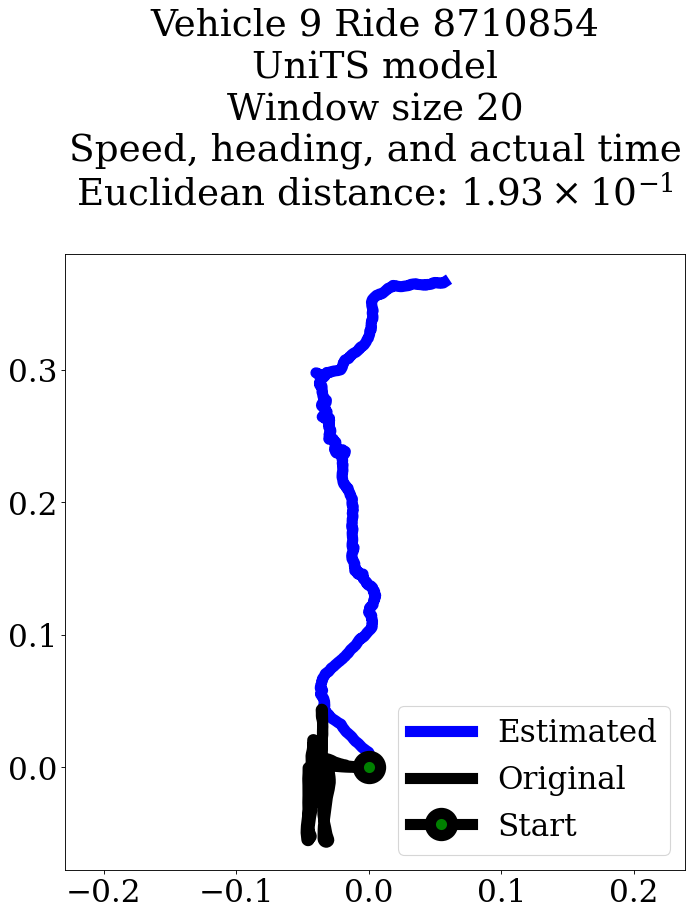 Vehicle 9 Ride 8710854
UniTS model
Window size 20
Speed, heading, and actual time
Euclidean distance: 1.93 × 10⁻¹
0.3
0.2
0.1
0.0
−0.2
−0.1
0.0
0.1
0.2
Estimated
Original
Start